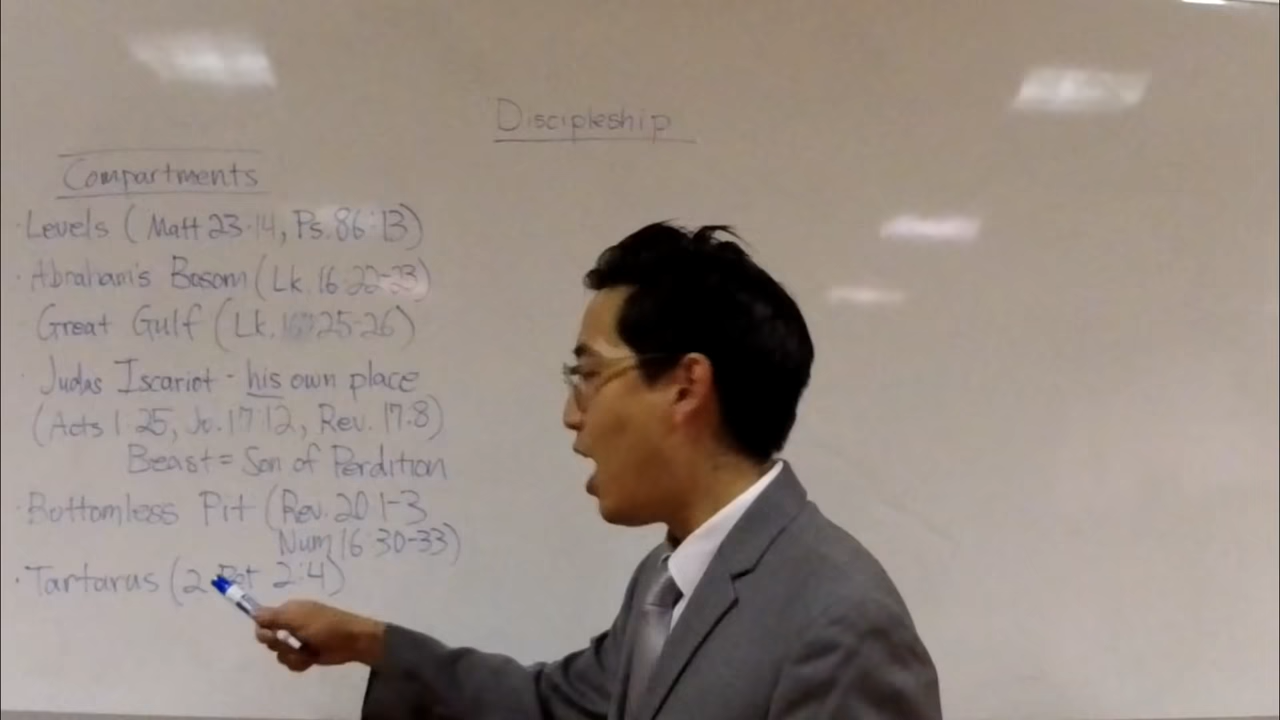 Discipleship
Compartments
· Levels (Matt 23:14, Ps. 86:13)
· Abraham's Bosom (Lk. 16:22-23)
Great Gulf (Lk. 16:25-26)
· Judas Iscariot - his own place
(Acts 1:25, Jo. 17:12, Rev. 17:8)
Beast = Son of Perdition
· Bottomless Pit (Rev. 20:1-3
Num 16:30-33)
· Tartarus (2 Pet 2:4)